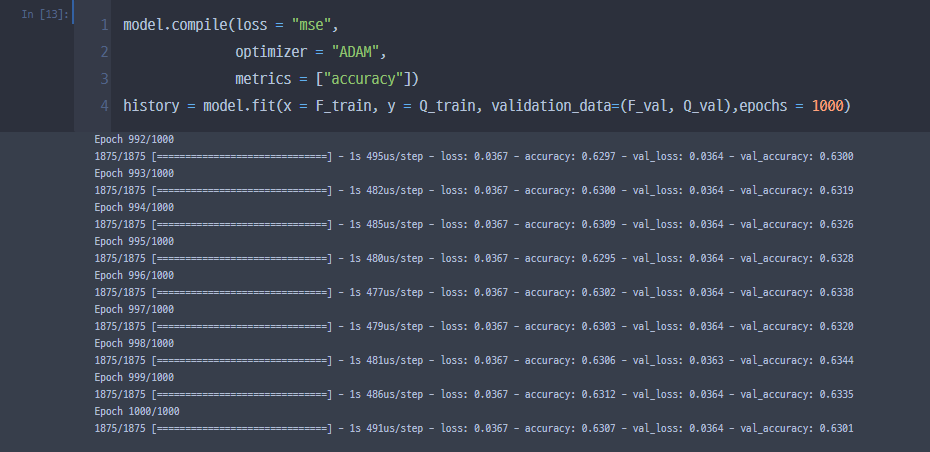 In [13]:
1 model.compile(loss = "mse",
2 optimizer = "ADAM",
3 metrics = ["accuracy"])
4 history = model.fit(x = F_train, y = Q_train, validation_data=(F_val, Q_val),epochs = 1000)
Epoch 992/1000
1875/1875 [==============================] - 1s 495us/step - loss: 0.0367 - accuracy: 0.6297 - val_loss: 0.0364 - val_accuracy: 0.6300
Epoch 993/1000
1875/1875 [==============================] - 1s 482us/step - loss: 0.0367 - accuracy: 0.6300 - val_loss: 0.0364 - val_accuracy: 0.6319
Epoch 994/1000
1875/1875 [==============================] - 1s 485us/step - loss: 0.0367 - accuracy: 0.6309 - val_loss: 0.0364 - val_accuracy: 0.6326
Epoch 995/1000
1875/1875 [==============================] - 1s 480us/step - loss: 0.0367 - accuracy: 0.6295 - val_loss: 0.0364 - val_accuracy: 0.6328
Epoch 996/1000
1875/1875 [==============================] - 1s 477us/step - loss: 0.0367 - accuracy: 0.6302 - val_loss: 0.0364 - val_accuracy: 0.6338
Epoch 997/1000
1875/1875 [==============================] - 1s 479us/step - loss: 0.0367 - accuracy: 0.6303 - val_loss: 0.0364 - val_accuracy: 0.6320
Epoch 998/1000
1875/1875 [==============================] - 1s 481us/step - loss: 0.0367 - accuracy: 0.6306 - val_loss: 0.0363 - val_accuracy: 0.6344
Epoch 999/1000
1875/1875 [==============================] - 1s 486us/step - loss: 0.0367 - accuracy: 0.6312 - val_loss: 0.0364 - val_accuracy: 0.6335
Epoch 1000/1000
1875/1875 [==============================] - 1s 491us/step - loss: 0.0367 - accuracy: 0.6307 - val_loss: 0.0364 - val_accuracy: 0.6301